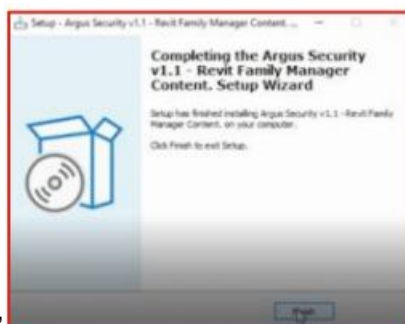 Setup - Argus Security v1.1 - Revit Family Manager Content. ...
Completing the Argus Security
v1.1 - Revit Family Manager
Content. Setup Wizard
Setup has finished installing Argus Security v1.1 -Revit Family
Manager Content. on your computer.
Click Finish to exit Setup.
Finish